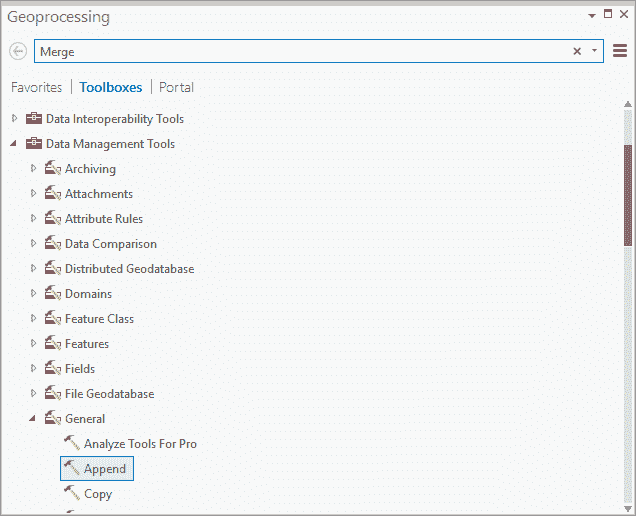 Geoprocessing
Merge
Favorites Toolboxes Portal
Data Interoperability Tools
Data Management Tools
Archiving
Attachments
Attribute Rules
Data Comparison
Distributed Geodatabase
Domains
Feature Class
Features
Fields
File Geodatabase
General
Analyze Tools For Pro
Append
Copy